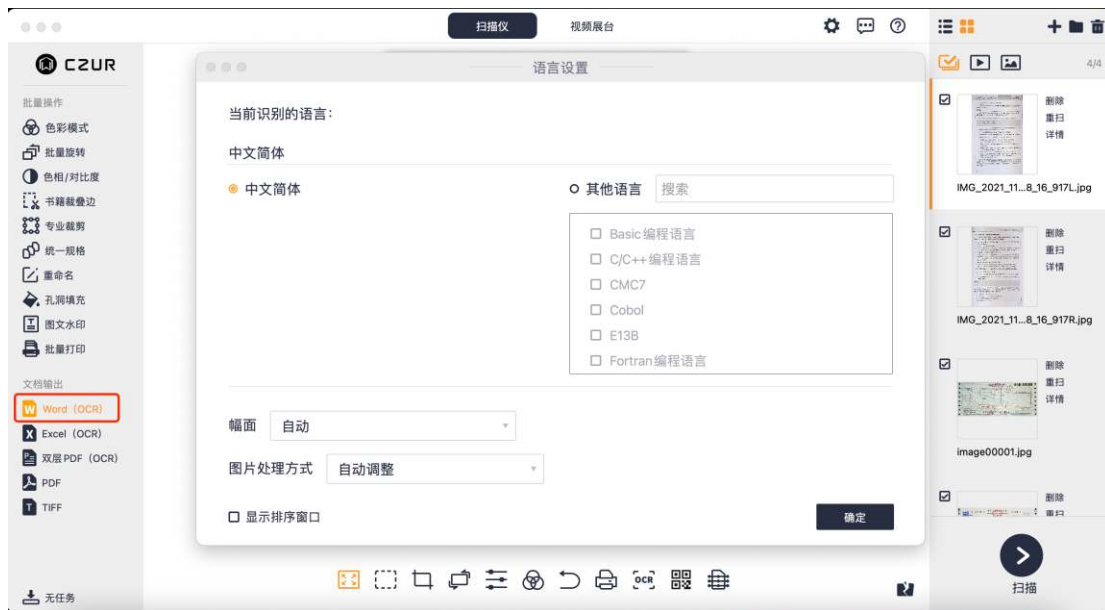 扫描仪
视频展台
CZUR
批量操作
色彩模式
批量旋转
色相/对比度
书籍裁叠边
专业裁剪
统一规格
重命名
孔洞填充
图文水印
批量打印
文档输出
Word（OCR）
Excel（OCR）
双层PDF（OCR）
PDF
TIFF
无任务
语言设置
当前识别的语言：
中文简体
中文简体
其他语言
搜索
Basic编程语言
C/C++编程语言
CMC7
Cobol
E13B
Fortran编程语言
幅面
自动
图片处理方式
自动调整
显示排序窗口
确定
OCR
4/4
删除
重扫
详情
IMG_2021_11...8_16_917L.jpg
删除
重扫
详情
IMG_2021_11...8_16_917R.jpg
删除
重扫
详情
image00001.jpg
删除
重扫
扫描